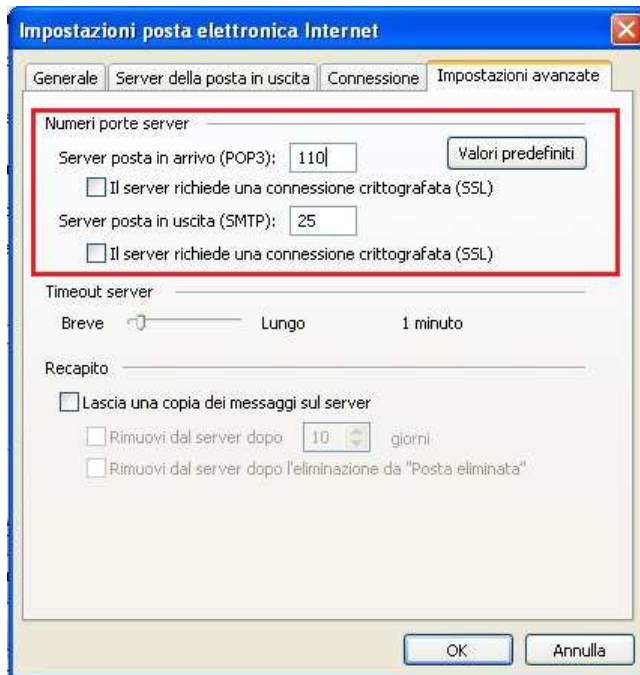 Impostazioni posta elettronica Internet
Generale Server della posta in uscita Connessione Impostazioni avanzate
Numeri porte server
Server posta in arrivo (POP3): 110 Valori predefiniti
Il server richiede una connessione crittografata (SSL)
Server posta in uscita (SMTP): 25
Il server richiede una connessione crittografata (SSL)
Timeout server
Breve Lungo 1 minuto
Recapito
Lascia una copia dei messaggi sul server
Rimuovi dal server dopo 10 giorni
Rimuovi dal server dopo l'eliminazione da "Posta eliminata"
OK Annulla